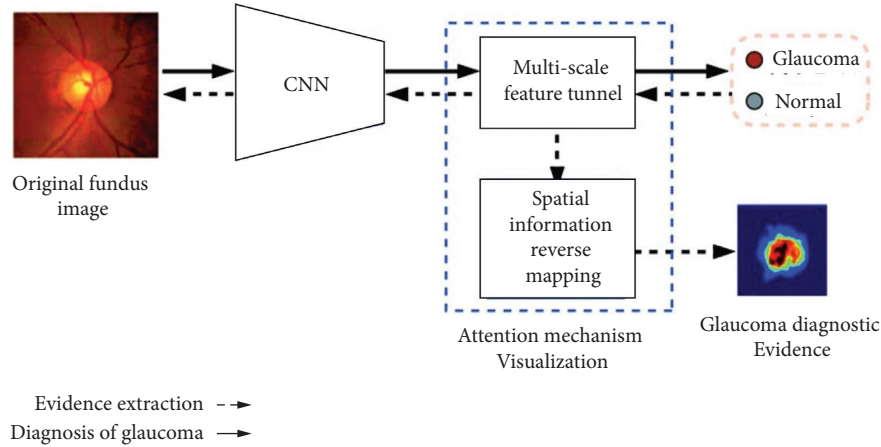 Original fundus
image
CNN
Multi-scale
feature tunnel
Glaucoma
Normal
Spatial
information
reverse
mapping
Attention mechanism
Visualization
Glaucoma diagnostic
Evidence
Evidence extraction
Diagnosis of glaucoma